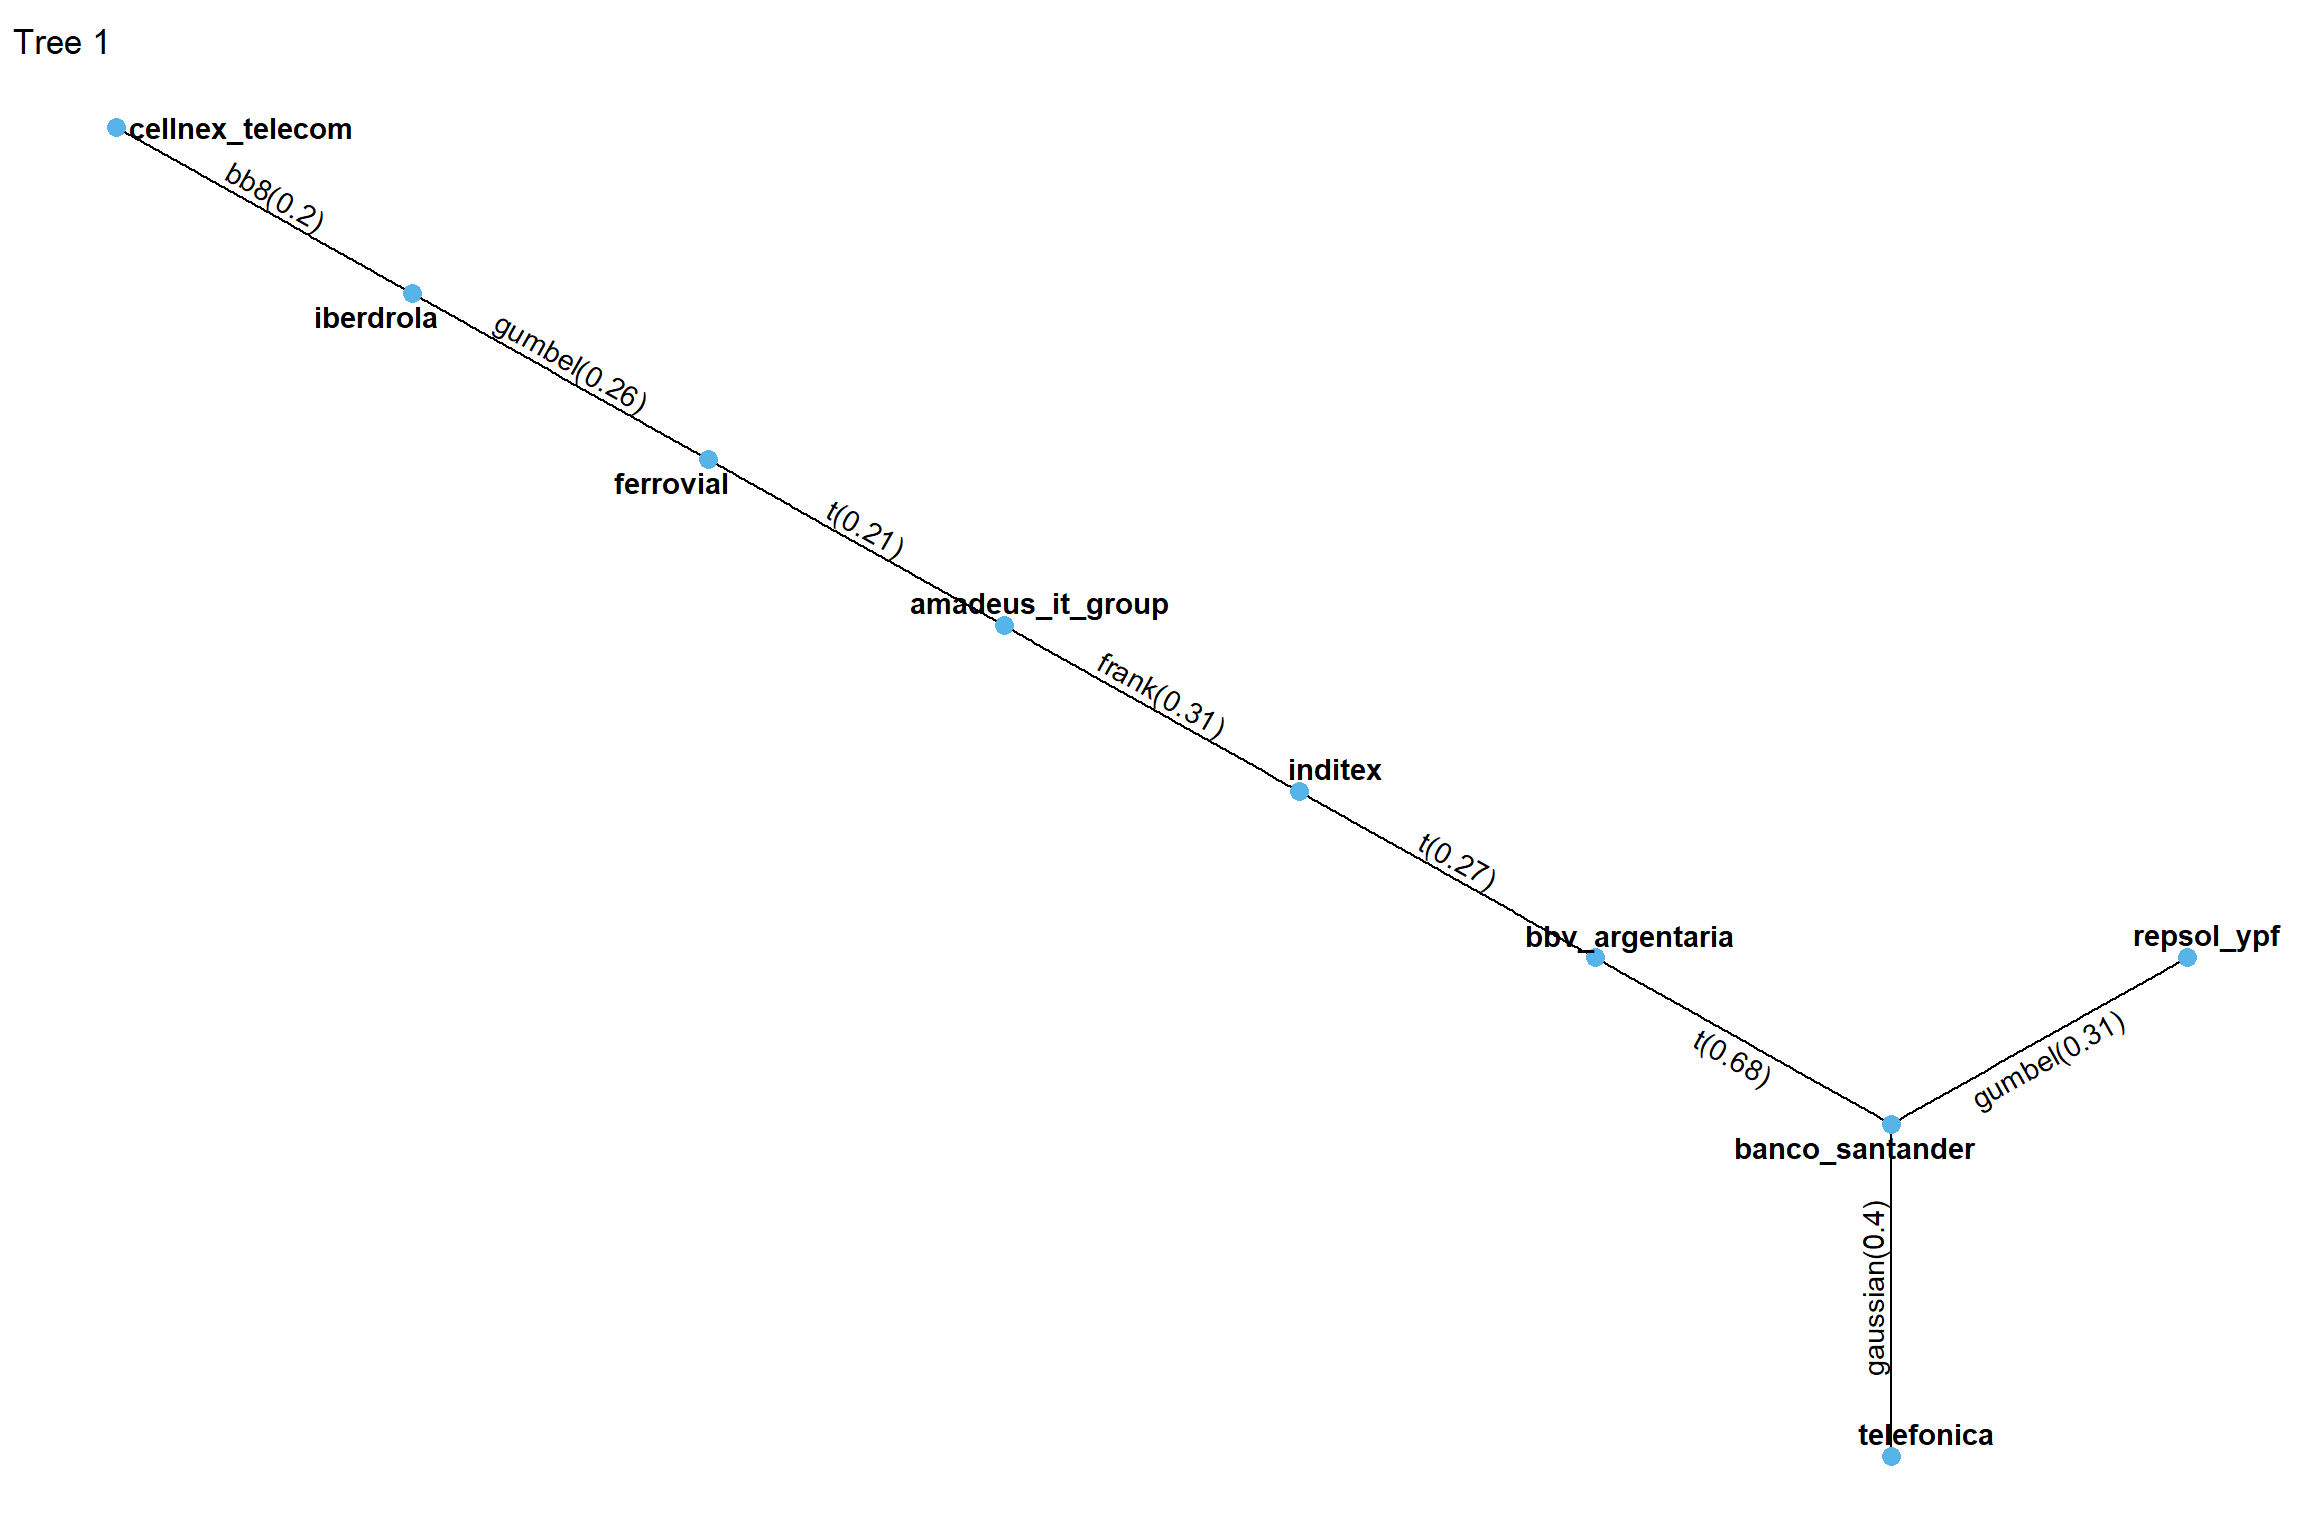 Tree 1
cellnex_telecom
bb8(0.2)
iberdrola
gumbel(0.26)
ferrovial
t(0.21)
amadeus_it_group
frank(0.31)
inditex
t(0.27)
bbv_argentaria
repsol_ypf
t(0.68)
gumbel(0.31)
banco_santander
gaussian(0.4)
telefonica